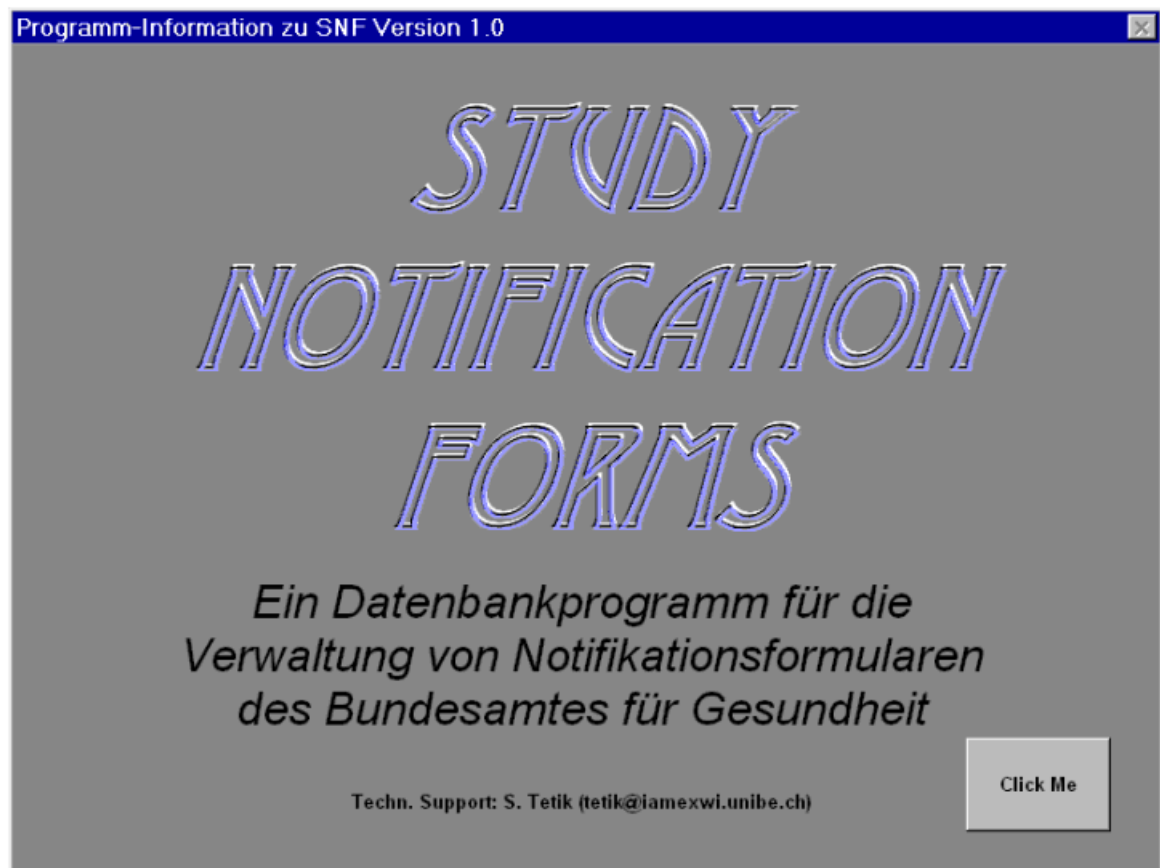 Programm-Information zu SNF Version 1.0
STUDY
NOTIFICATION
FORMS
Ein Datenbankprogramm für die
Verwaltung von Notifikationsformularen
des Bundesamtes für Gesundheit
Click Me
Techn. Support: S. Tetik (tetik@iamexwi.unibe.ch)